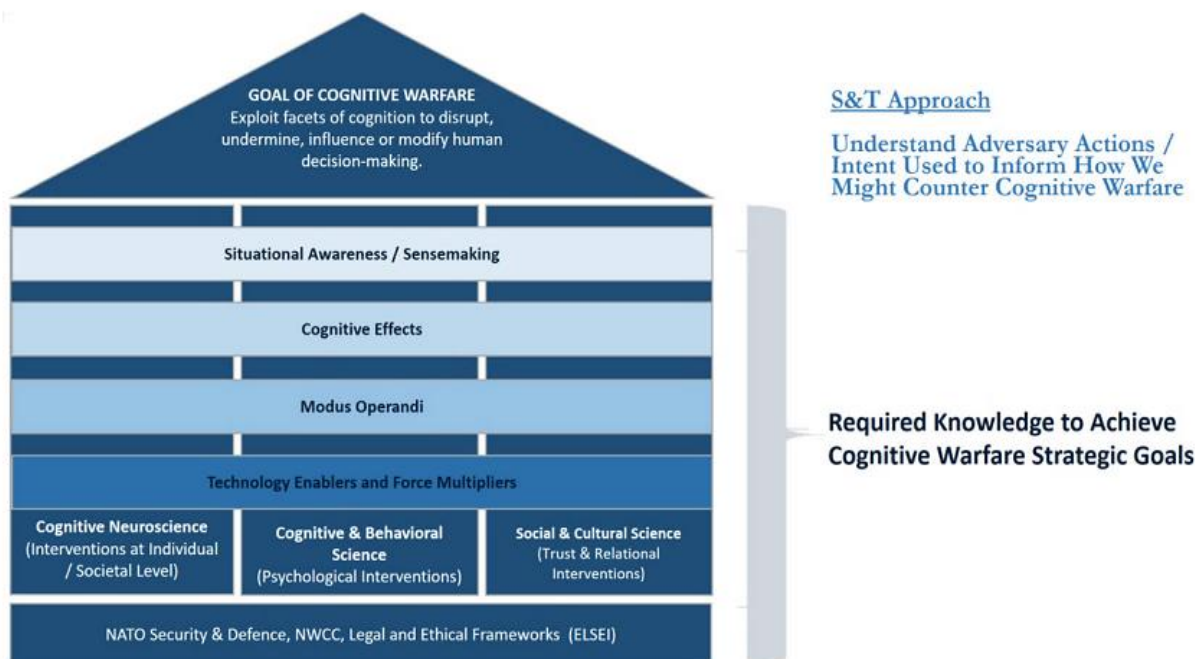 GOAL OF COGNITIVE WARFARE
Exploit facets of cognition to disrupt,
undermine, influence or modify human
decision-making.
S&T Approach
Understand Adversary Actions /
Intent Used to Inform How We
Might Counter Cognitive Warfare
Situational Awareness / Sensemaking
Cognitive Effects
Modus Operandi
Technology Enablers and Force Multipliers
Cognitive Neuroscience
(Interventions at Individual
/ Societal Level)
Cognitive & Behavioral
Science
(Psychological Interventions)
Social & Cultural Science
(Trust & Relational
Interventions)
NATO Security & Defence, NWCC, Legal and Ethical Frameworks (ELSEI)
Required Knowledge to Achieve
Cognitive Warfare Strategic Goals